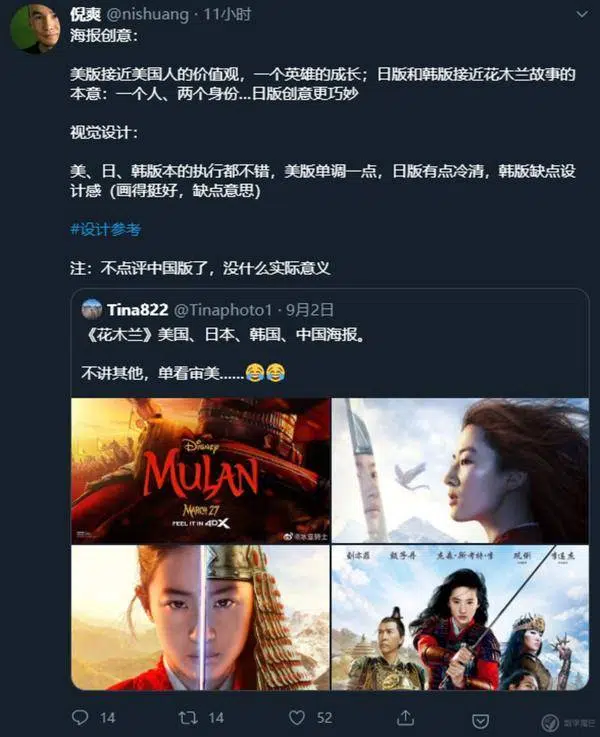 倪爽 @nishuang · 11小时
海报创意：
美版接近美国人的价值观，一个英雄的成长；日版和韩版接近花木兰故事的
本意：一个人、两个身份...日版创意更巧妙
视觉设计：
美、日、韩版本的执行都不错，美版单调一点，日版有点冷清，韩版缺点设
计感（画得挺好，缺点意思）
#设计参考
注：不点评中国版了，没什么实际意义
Tina822 @Tinaphoto1 · 9月2日
《花木兰》美国、日本、韩国、中国海报。
不讲其他，单看审美......😂😂
DISNEY
MULAN
MARCH 27
FEEL IT IN 4DX
刘亦菲 甄子丹 杰森·斯考特·李 巩俐 李连杰
14 14 52